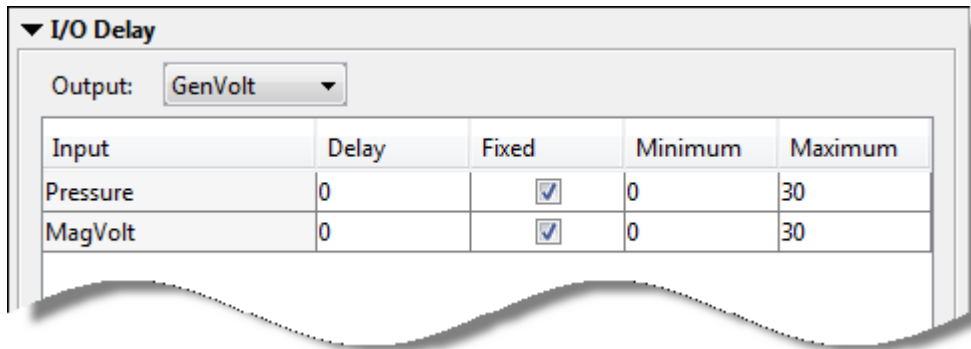 I/O Delay
Output: GenVolt
Input Delay Fixed Minimum Maximum
Pressure 0 0 30
MagVolt 0 0 30